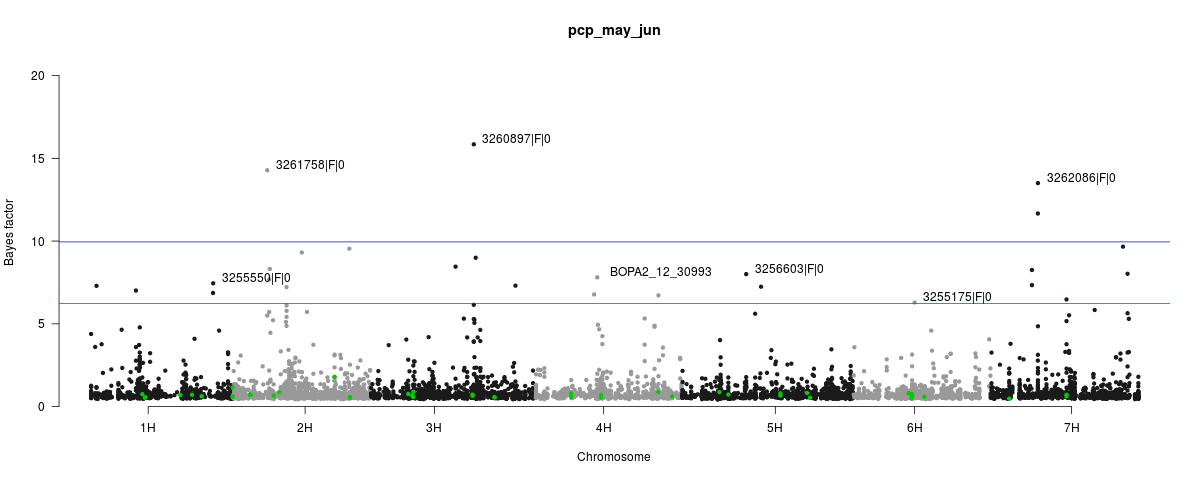 pcp_may_jun
20
15
10
5
0
Bayes factor
3260897|F|0
3261758|F|0
3262086|F|0
3255550|F|0
BOPA2_12_30993
3256603|F|0
3255175|F|0
1H 2H 3H 4H 5H 6H 7H
Chromosome